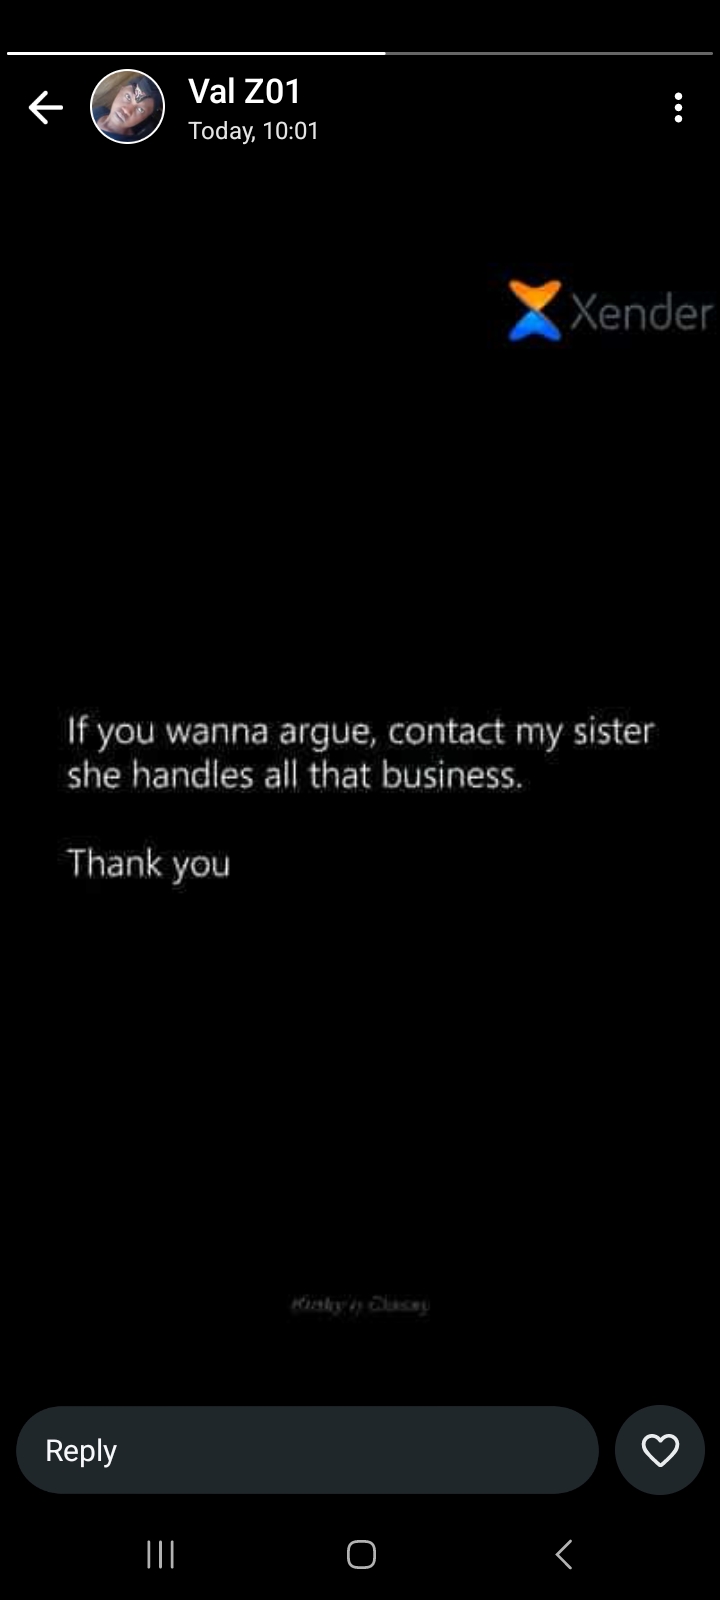 Val Z01
Today, 10:01
Xender
If you wanna argue, contact my sister
she handles all that business.
Thank you
Reply